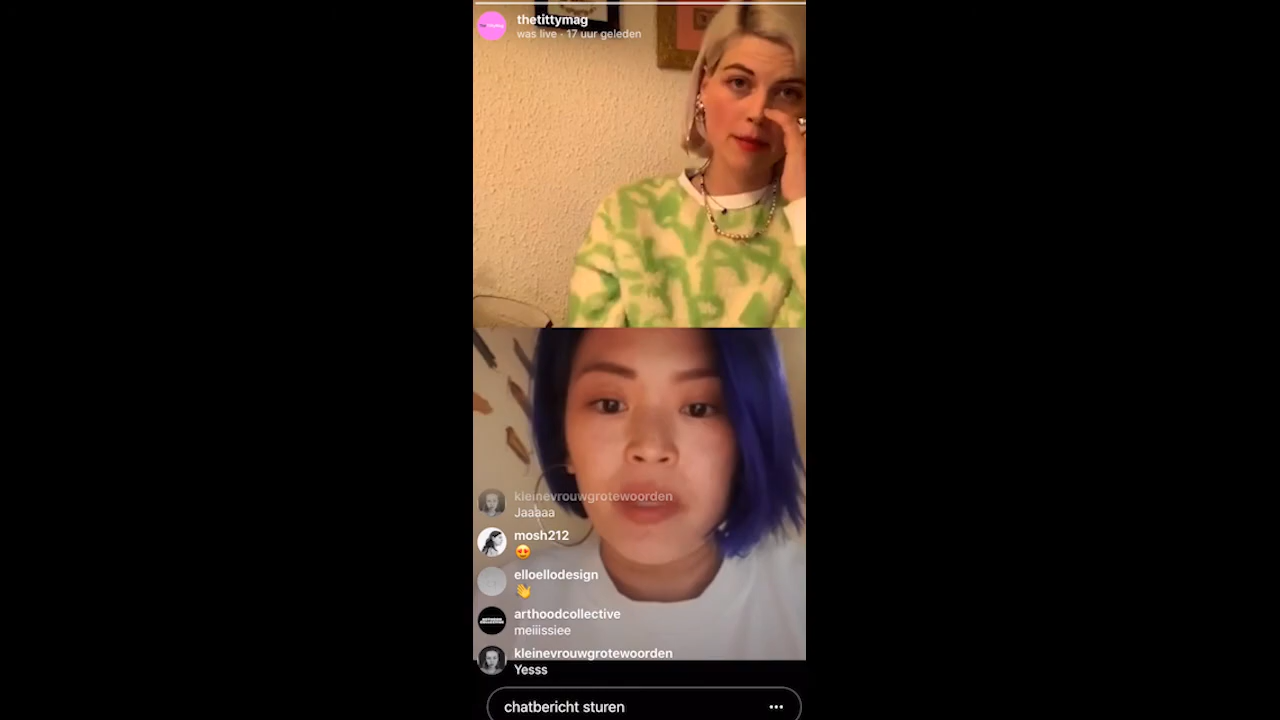 thetittymag
was live · 17 uur geleden
kleinevrouwgrotewoorden
Jaaaaa
mosh212
😍
elloellodesign
👋
arthoodcollective
meiiissiee
kleinevrouwgrotewoorden
Yesss
chatbericht sturen